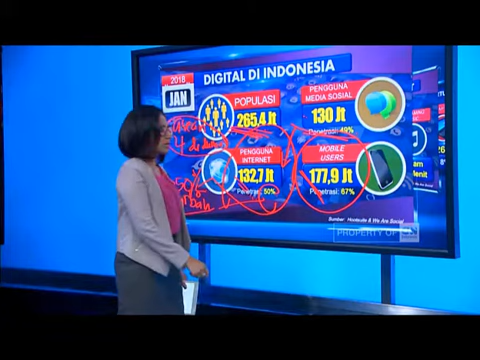 2018
JAN
DIGITAL DI INDONESIA
POPULASI
265,4 Jt
PENGGUNA
MEDIA SOSIAL
130 Jt
Penetrasi: 49%
PENGGUNA
INTERNET
132,7 Jt
Penetrasi: 50%
MOBILE
USERS
177,9 Jt
Penetrasi: 67%
4
Sumber : Hootsuite & We Are Social
PROPERTY OF